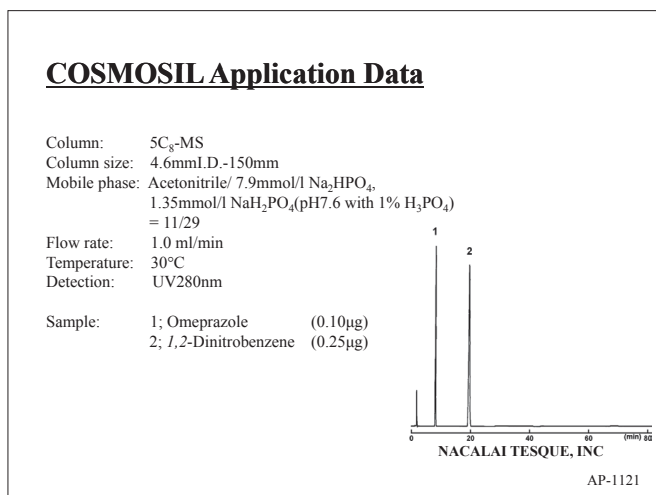 COSMOSIL Application Data
Column: 5C₈-MS
Column size: 4.6mmI.D.-150mm
Mobile phase: Acetonitrile/ 7.9mmol/l Na₂HPO₄,
1.35mmol/l NaH₂PO₄(pH7.6 with 1% H₃PO₄)
= 11/29
Flow rate: 1.0 ml/min
Temperature: 30°C
Detection: UV280nm
Sample: 1; Omeprazole (0.10μg)
2; 1,2-Dinitrobenzene (0.25μg)
1
2
0 20 40 60 (min) 80
NACALAI TESQUE, INC
AP-1121